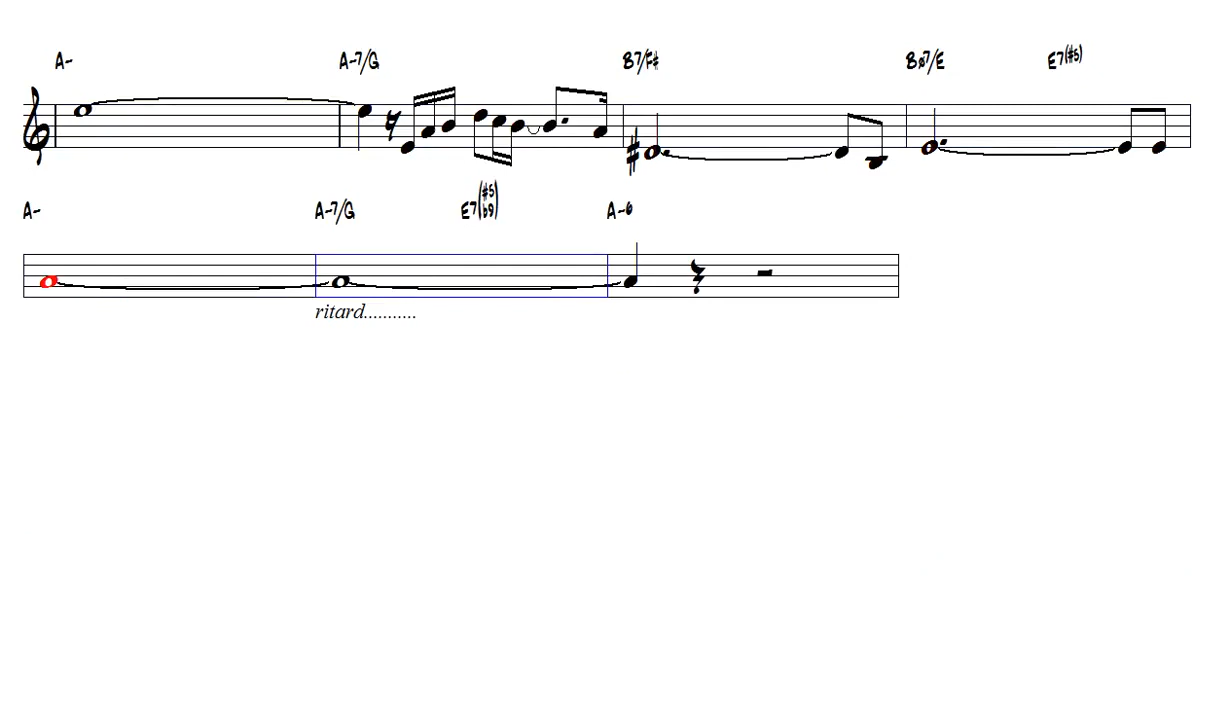 A- A-7/G B7/F# Bø7/E E7(#5)
A- A-7/G E7(#5 b9) A-6
ritard...........